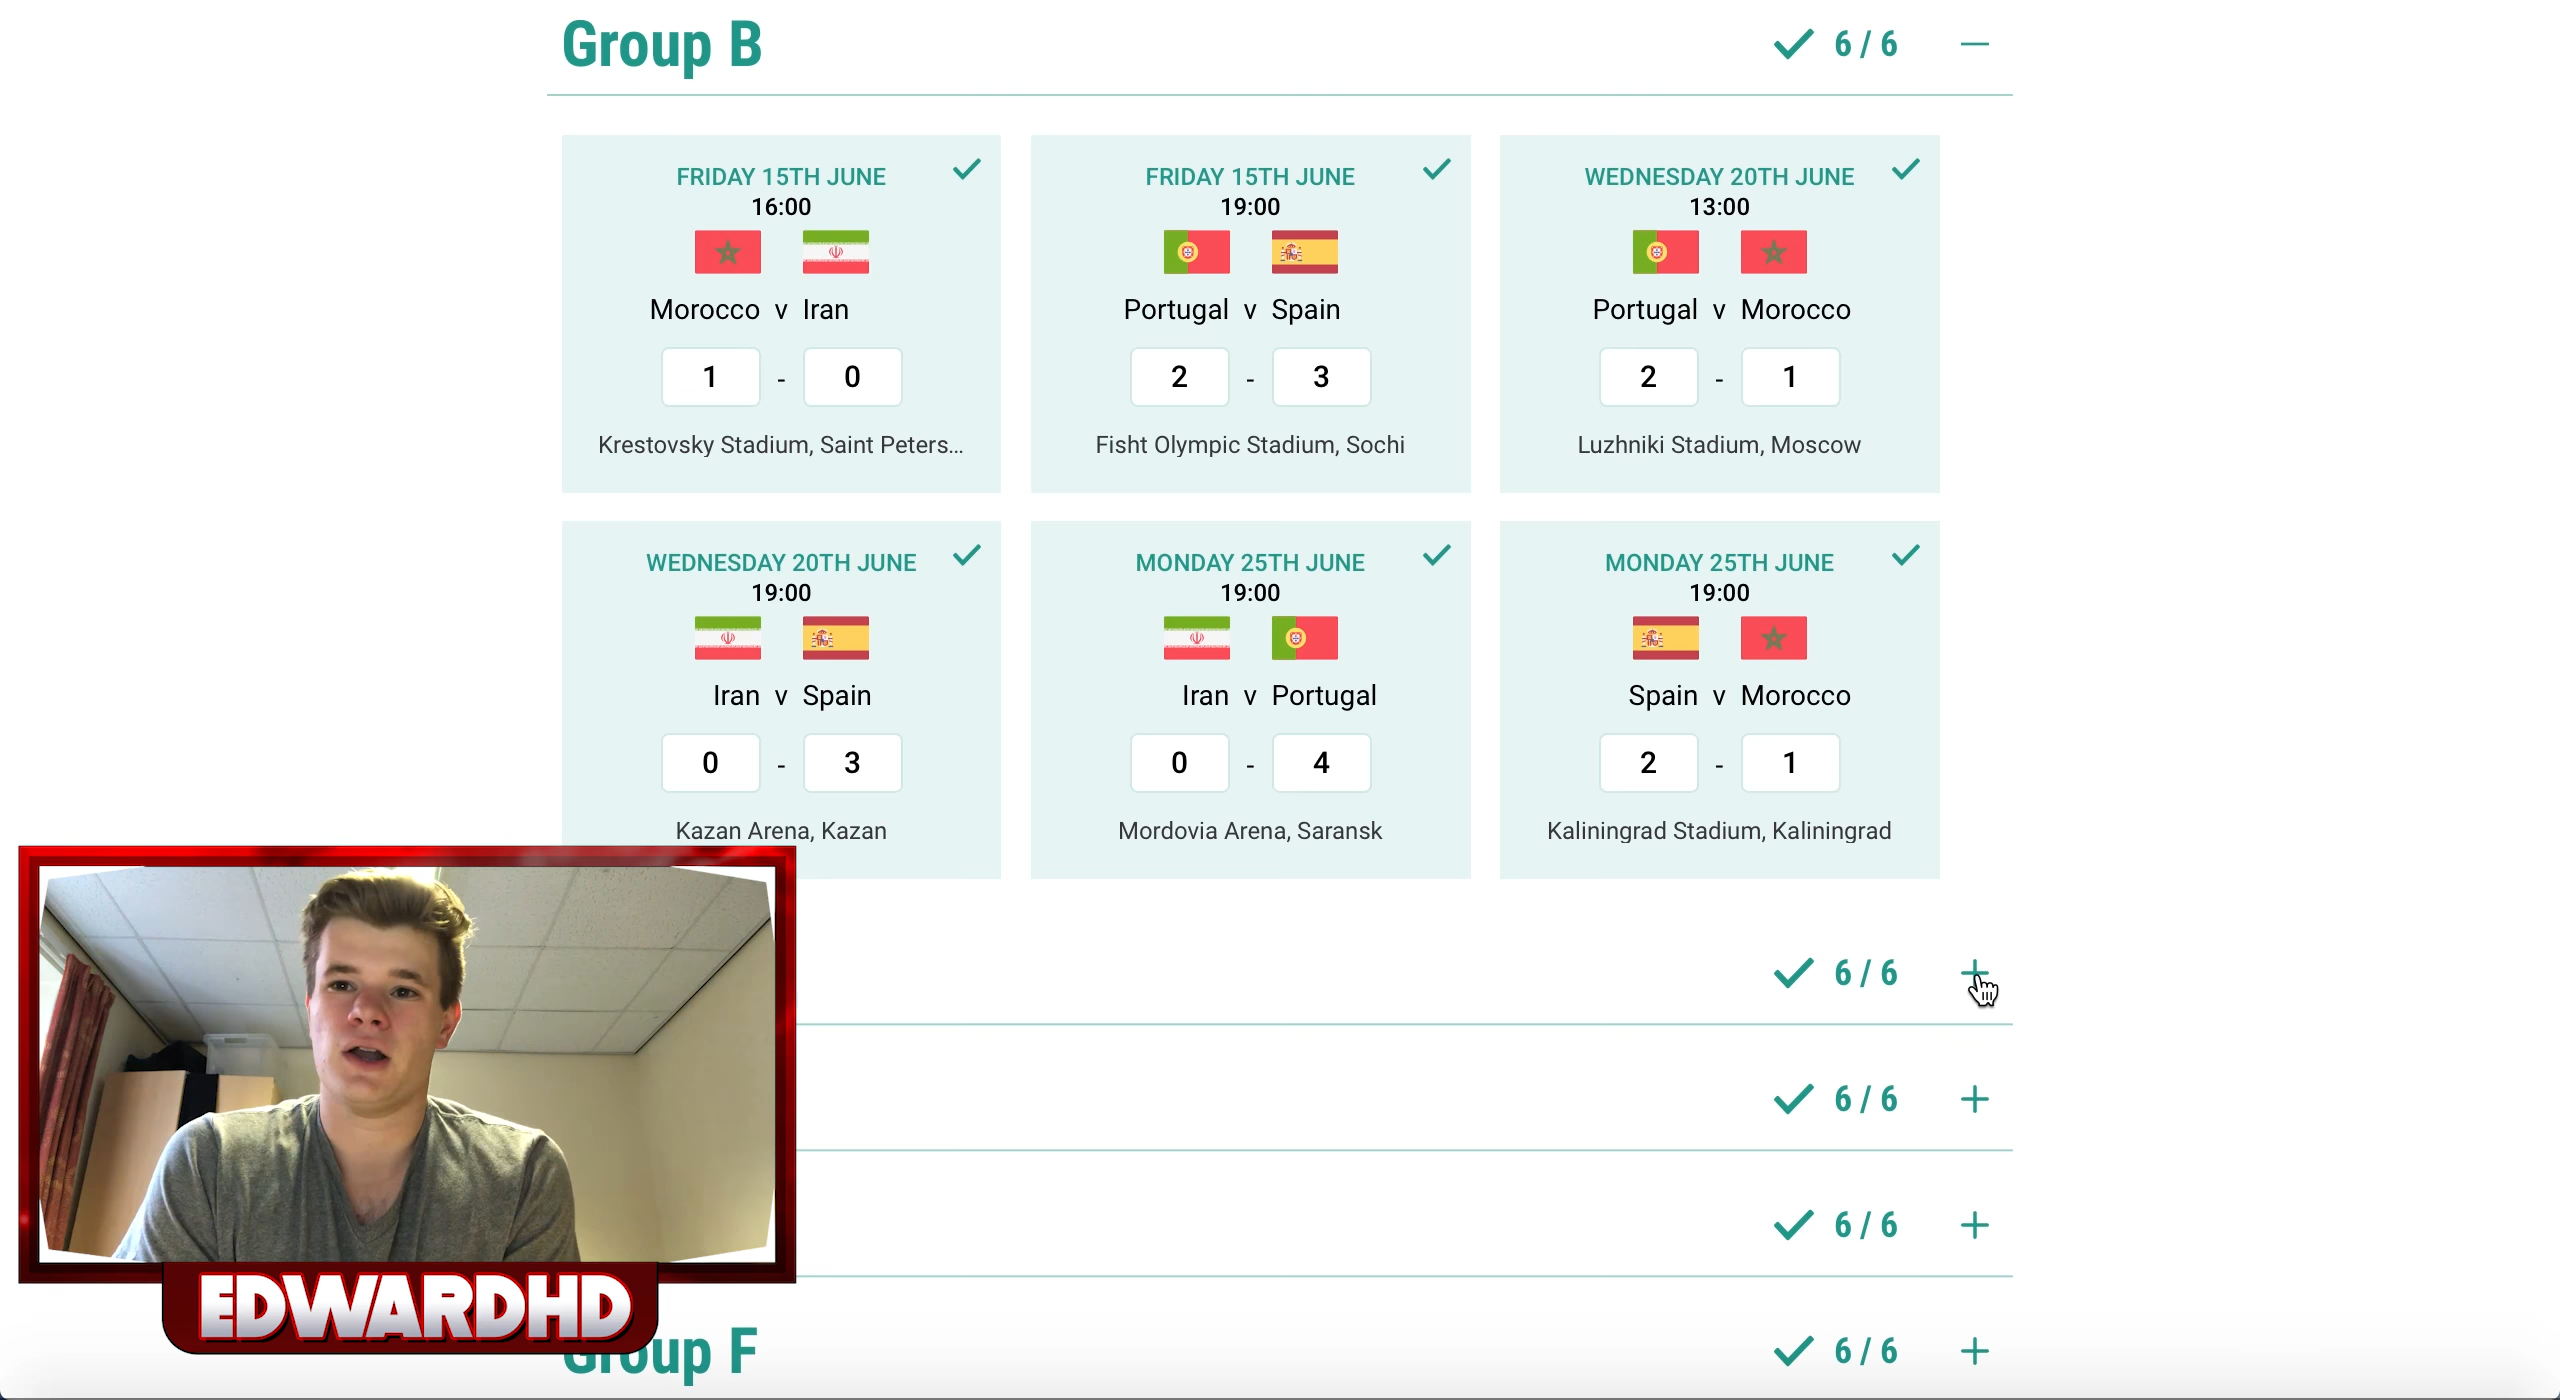 Group B
6 / 6
FRIDAY 15TH JUNE
16:00
Morocco v Iran
1 - 0
Krestovsky Stadium, Saint Peters...
FRIDAY 15TH JUNE
19:00
Portugal v Spain
2 - 3
Fisht Olympic Stadium, Sochi
WEDNESDAY 20TH JUNE
13:00
Portugal v Morocco
2 - 1
Luzhniki Stadium, Moscow
WEDNESDAY 20TH JUNE
19:00
Iran v Spain
0 - 3
Kazan Arena, Kazan
MONDAY 25TH JUNE
19:00
Iran v Portugal
0 - 4
Mordovia Arena, Saransk
MONDAY 25TH JUNE
19:00
Spain v Morocco
2 - 1
Kaliningrad Stadium, Kaliningrad
6 / 6
6 / 6
6 / 6
EDWARDHD
Group F
6 / 6